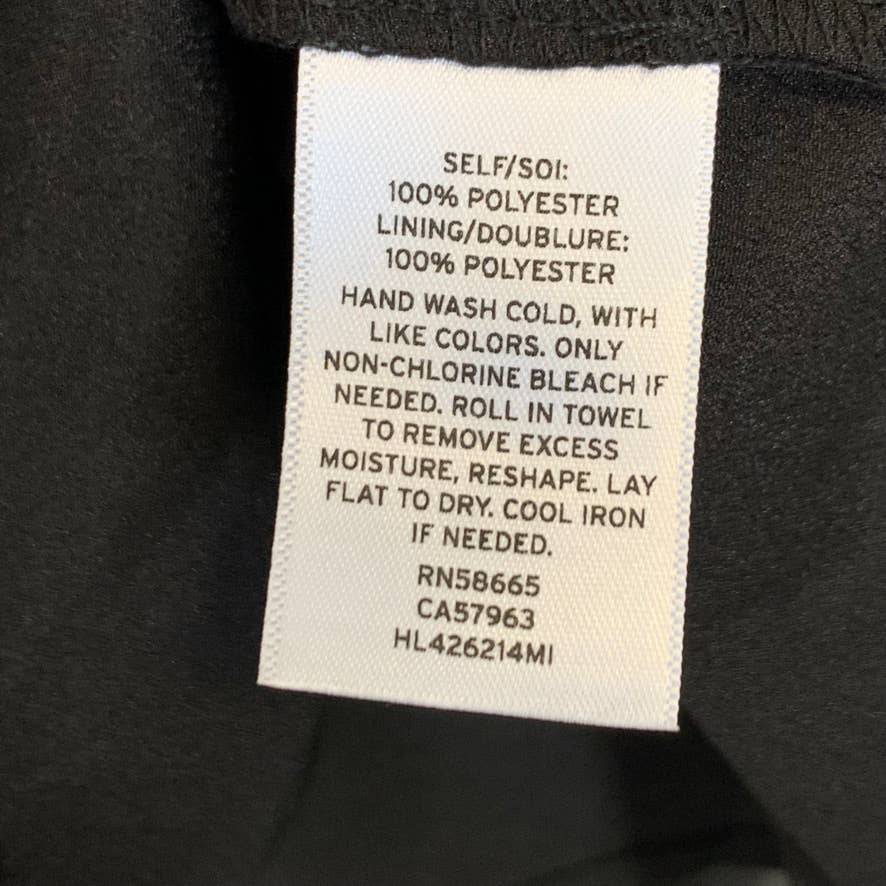 SELF/SOI:
100% POLYESTER
LINING/DOUBLURE:
100% POLYESTER
HAND WASH COLD, WITH
LIKE COLORS. ONLY
NON-CHLORINE BLEACH IF
NEEDED. ROLL IN TOWEL
TO REMOVE EXCESS
MOISTURE, RESHAPE. LAY
FLAT TO DRY. COOL IRON
IF NEEDED.
RN58665
CA57963
HL426214MI